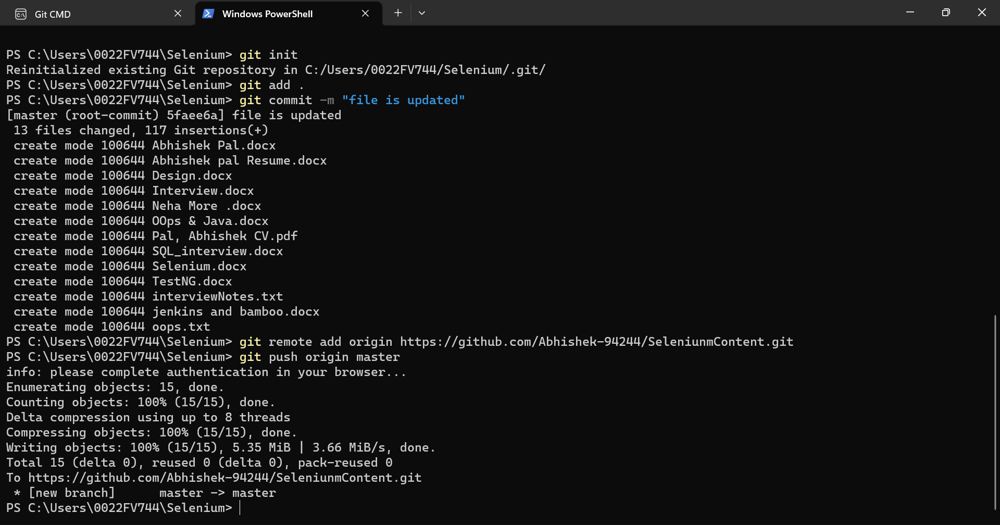 Git CMD
Windows PowerShell
PS C:\Users\0022FV744\Selenium> git init
Reinitialized existing Git repository in C:/Users/0022FV744/Selenium/.git/
PS C:\Users\0022FV744\Selenium> git add .
PS C:\Users\0022FV744\Selenium> git commit -m "file is updated"
[master (root-commit) 5faee6a] file is updated
 13 files changed, 117 insertions(+)
 create mode 100644 Abhishek Pal.docx
 create mode 100644 Abhishek pal Resume.docx
 create mode 100644 Design.docx
 create mode 100644 Interview.docx
 create mode 100644 Neha More .docx
 create mode 100644 OOps & Java.docx
 create mode 100644 Pal, Abhishek CV.pdf
 create mode 100644 SQL_interview.docx
 create mode 100644 Selenium.docx
 create mode 100644 TestNG.docx
 create mode 100644 interviewNotes.txt
 create mode 100644 jenkins and bamboo.docx
 create mode 100644 oops.txt
PS C:\Users\0022FV744\Selenium> git remote add origin https://github.com/Abhishek-94244/SeleniunmContent.git
PS C:\Users\0022FV744\Selenium> git push origin master
info: please complete authentication in your browser...
Enumerating objects: 15, done.
Counting objects: 100% (15/15), done.
Delta compression using up to 8 threads
Compressing objects: 100% (15/15), done.
Writing objects: 100% (15/15), 5.35 MiB | 3.66 MiB/s, done.
Total 15 (delta 0), reused 0 (delta 0), pack-reused 0
To https://github.com/Abhishek-94244/SeleniunmContent.git
 * [new branch]      master -> master
PS C:\Users\0022FV744\Selenium>